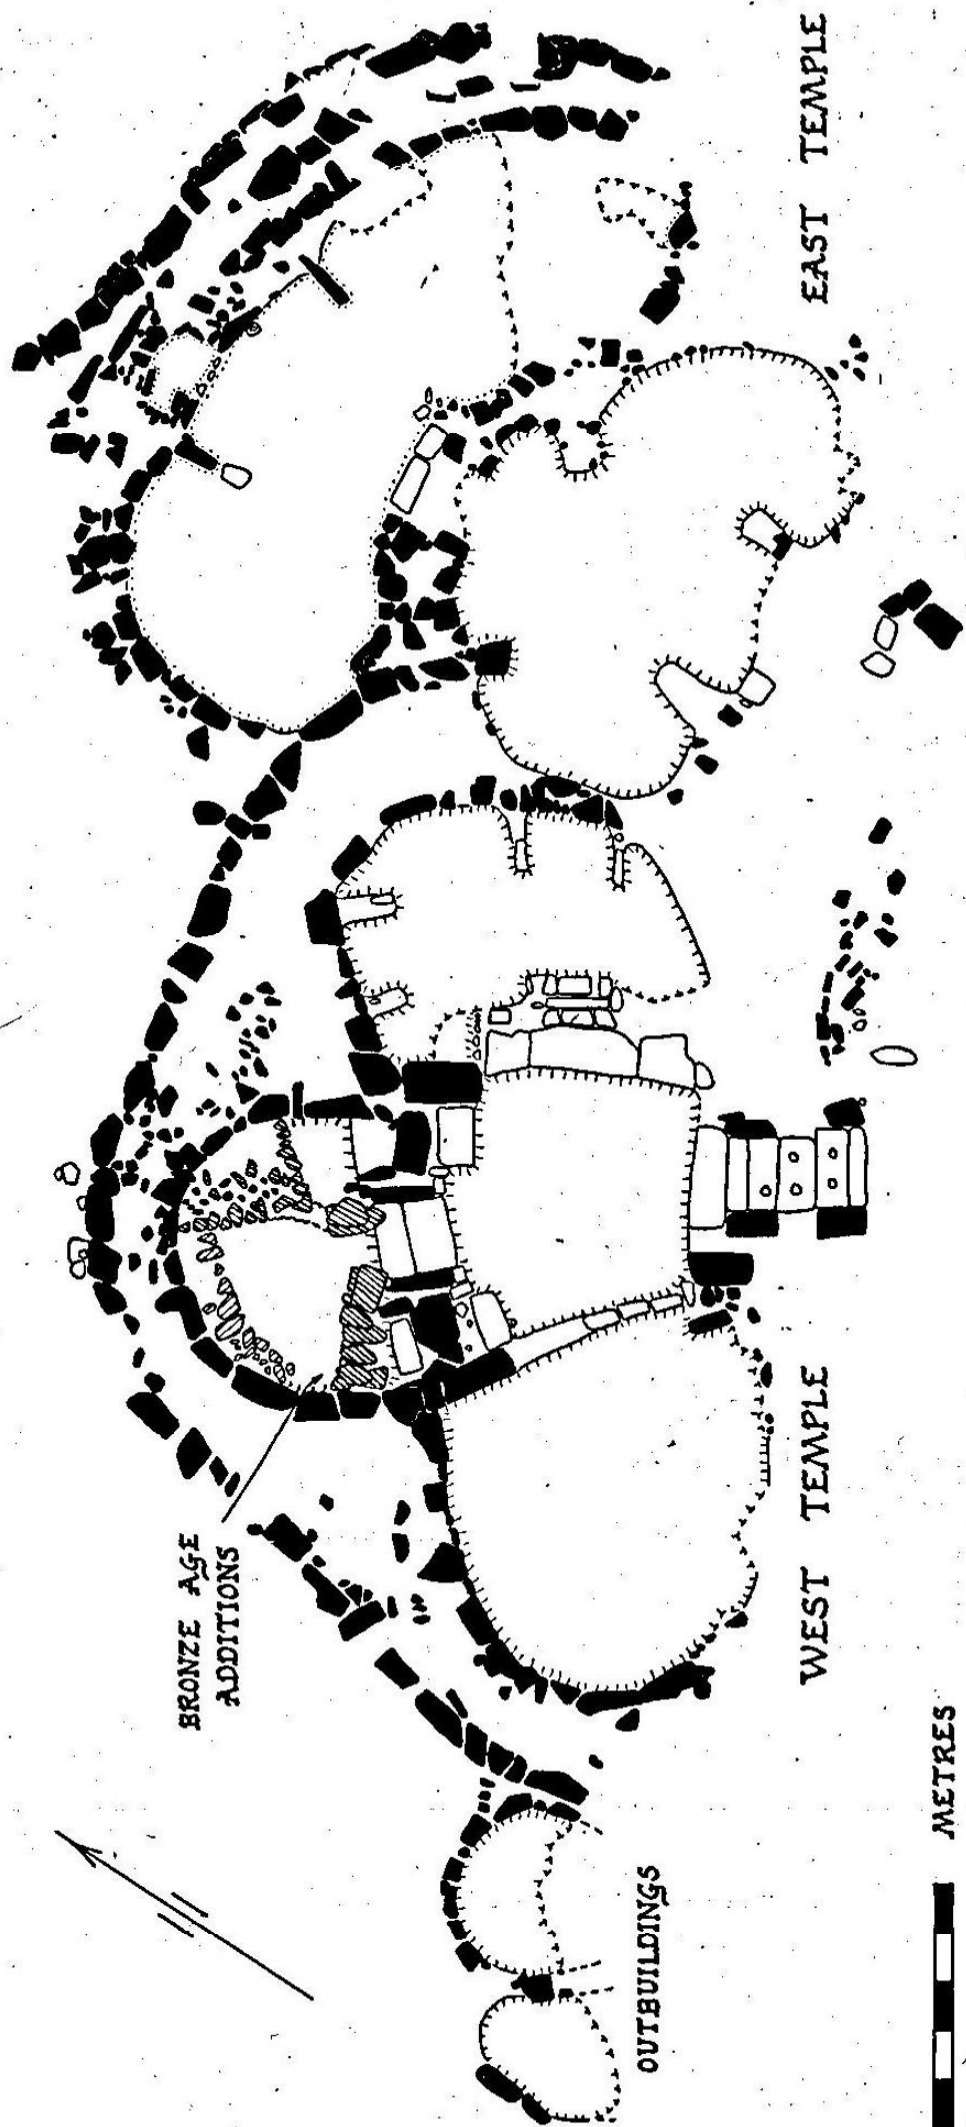 EAST TEMPLE
BRONZE AGE
ADDITIONS
WEST TEMPLE
OUTBUILDINGS
METRES